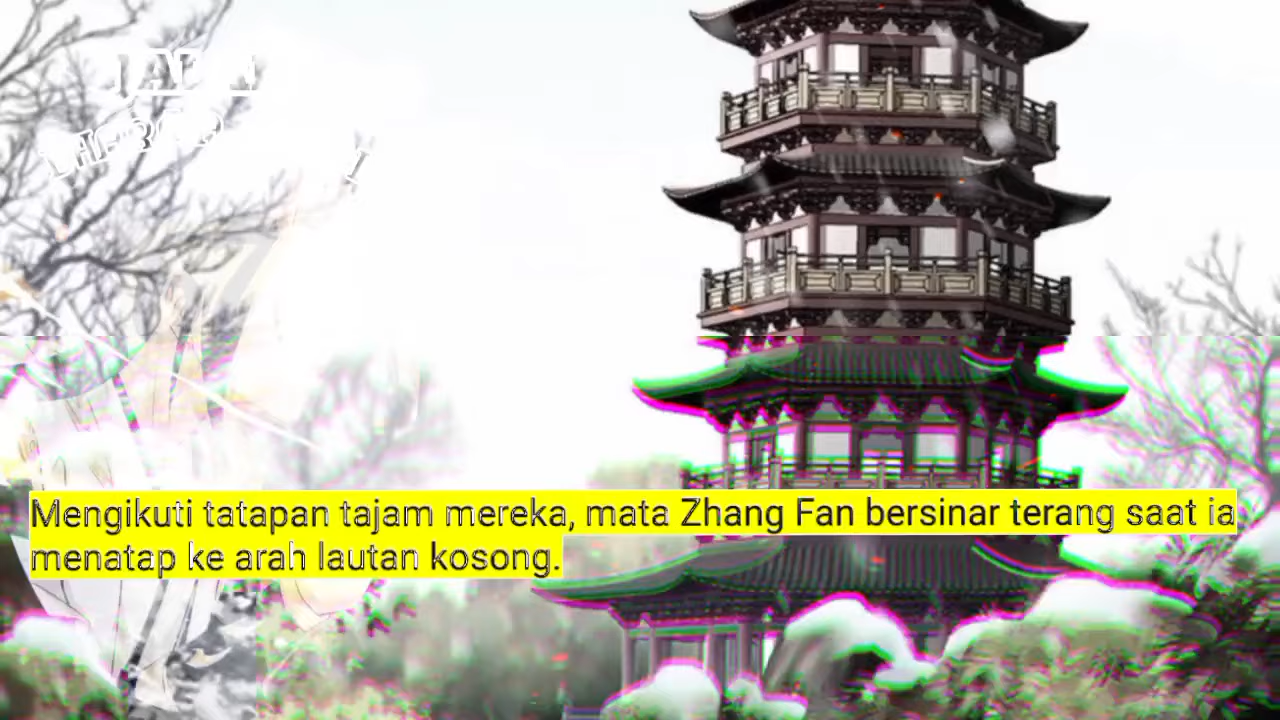 Mengikuti tatapan tajam mereka, mata Zhang Fan bersinar terang saat ia
menatap ke arah lautan kosong.